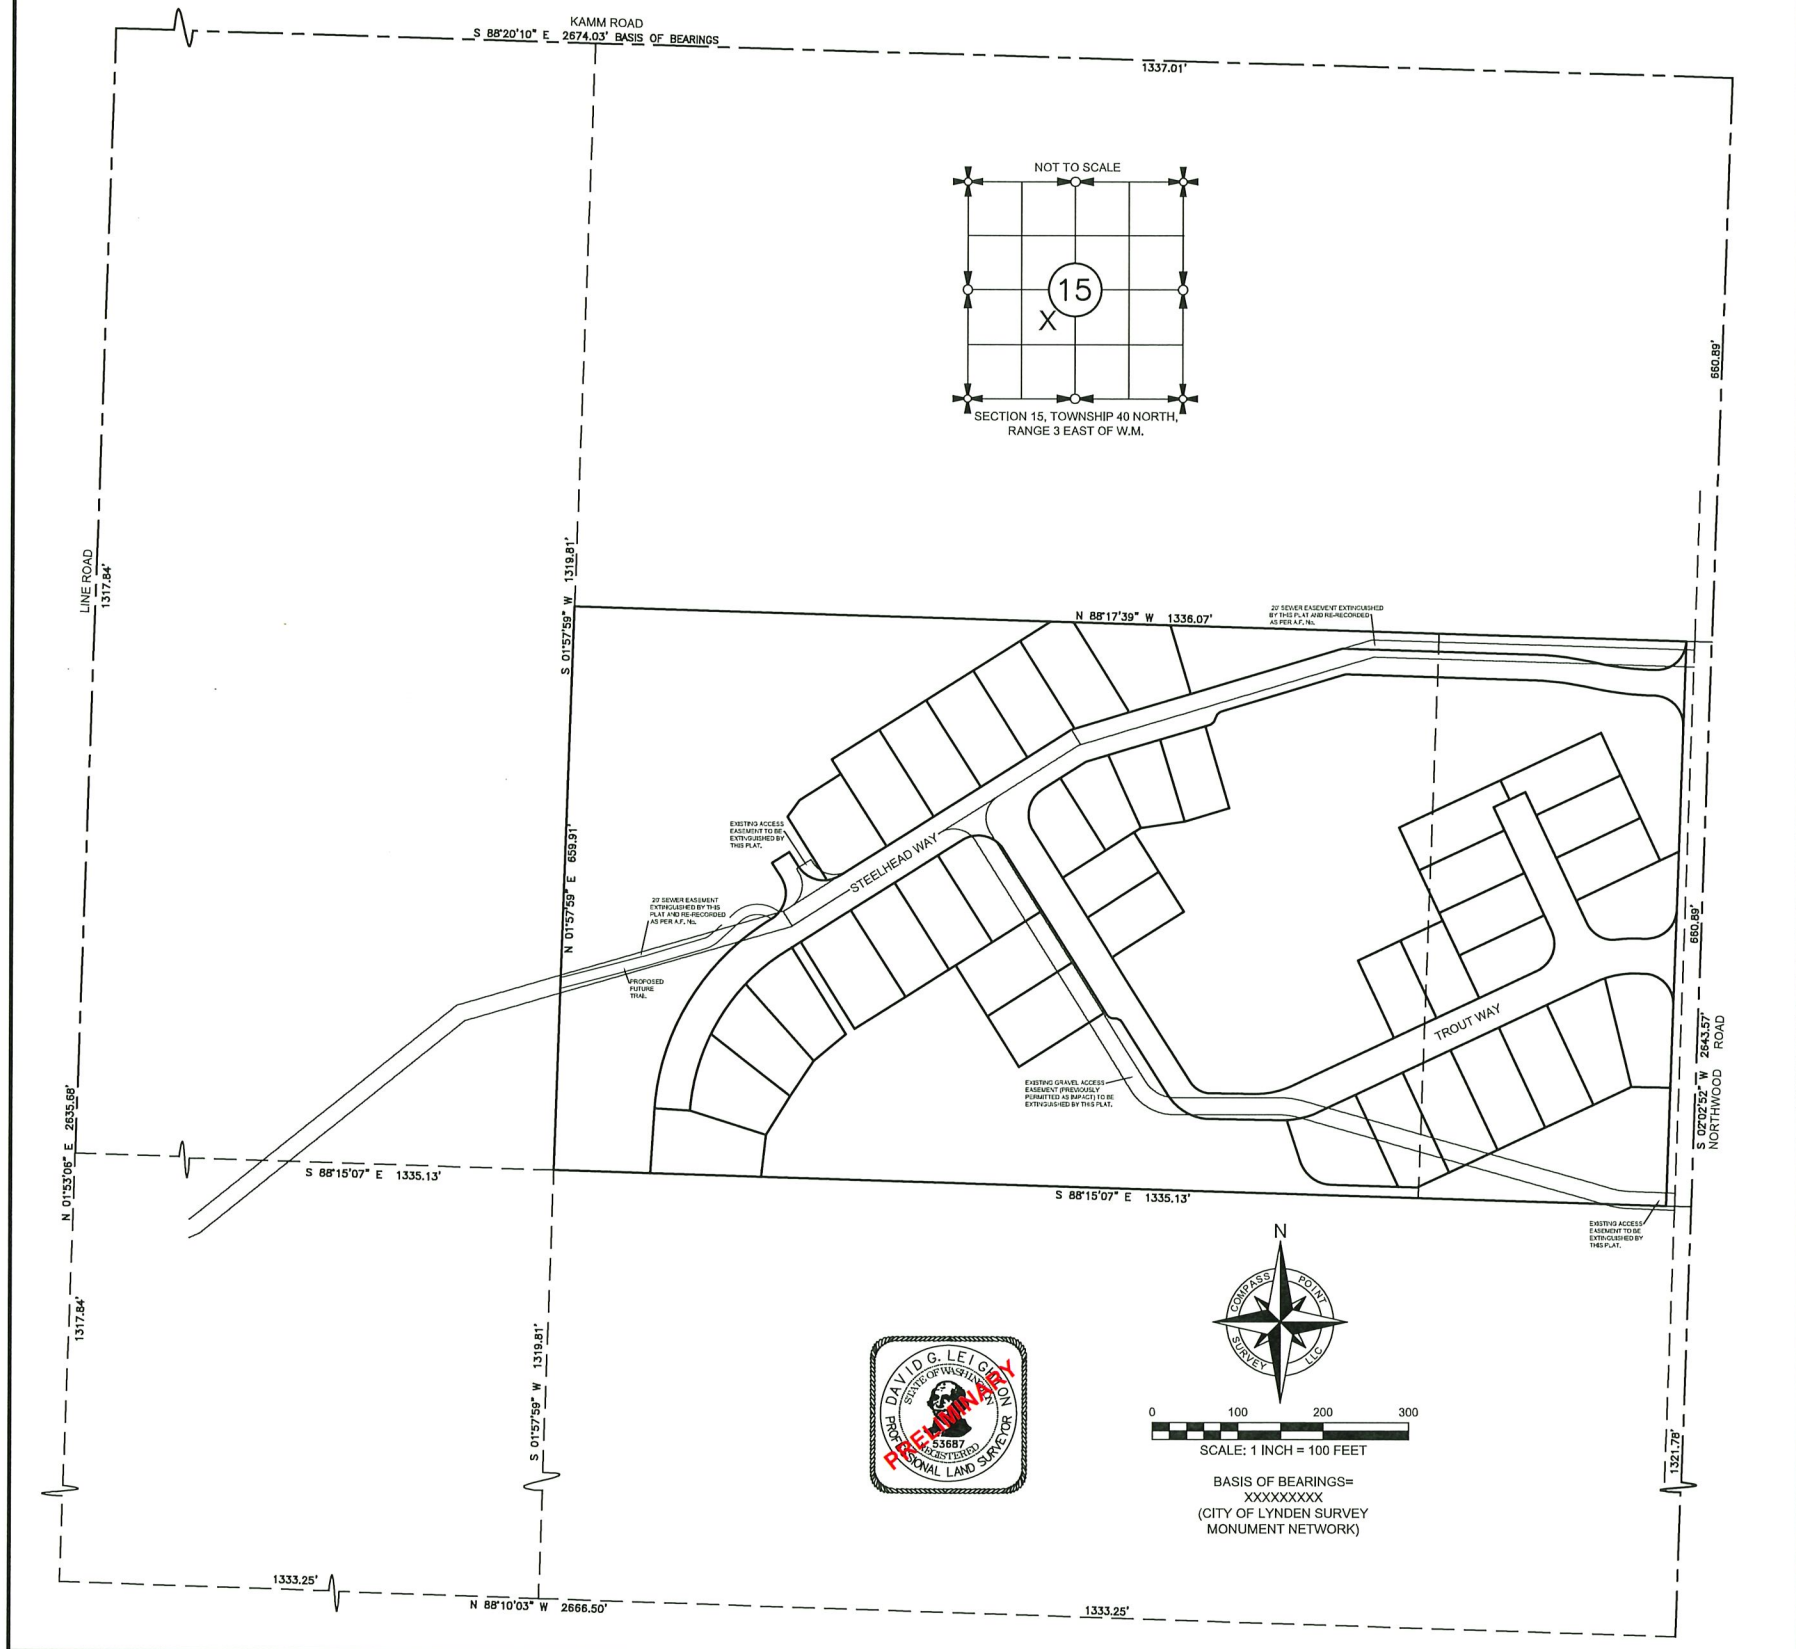 KAMM ROAD
S 88°20'10" E 2674.03' BASIS OF BEARINGS
1337.01'
NOT TO SCALE
15
X
SECTION 15, TOWNSHIP 40 NORTH,
RANGE 3 EAST OF W.M.
660.89'
LINE ROAD
1317.84'
S 01°57'59" W 1319.81'
N 88°17'39" W 1336.07'
20' SEWER EASEMENT EXTINGUISHED
BY THIS PLAT AND RE-RECORDED
AS PER A.F. No.
EXISTING ACCESS
EASEMENT TO BE
EXTINGUISHED BY
THIS PLAT.
STEELHEAD WAY
N 01°57'59" E 659.91'
20' SEWER EASEMENT
EXTINGUISHED BY THIS
PLAT AND RE-RECORDED
AS PER A.F. No.
PROPOSED
FUTURE
TRAIL
660.89'
TROUT WAY
S 02°02'52" W 2643.57'
NORTHWOOD ROAD
EXISTING GRAVEL ACCESS
EASEMENT (PREVIOUSLY
PERMITTED AS IMPACT) TO BE
EXTINGUISHED BY THIS PLAT.
N 01°53'06" E 2635.68'
S 88°15'07" E 1335.13'
S 88°15'07" E 1335.13'
EXISTING ACCESS
EASEMENT TO BE
EXTINGUISHED BY
THIS PLAT.
N
COMPASS POINT
SURVEY LLC
1317.84'
S 01°57'59" W 1319.81'
DAVID G. LEIGHTON
STATE OF WASHINGTON
53687
REGISTERED
PROFESSIONAL LAND SURVEYOR
PRELIMINARY
0 100 200 300
SCALE: 1 INCH = 100 FEET
BASIS OF BEARINGS=
XXXXXXXXX
(CITY OF LYNDEN SURVEY
MONUMENT NETWORK)
1321.78'
1333.25'
N 88°10'03" W 2666.50'
1333.25'